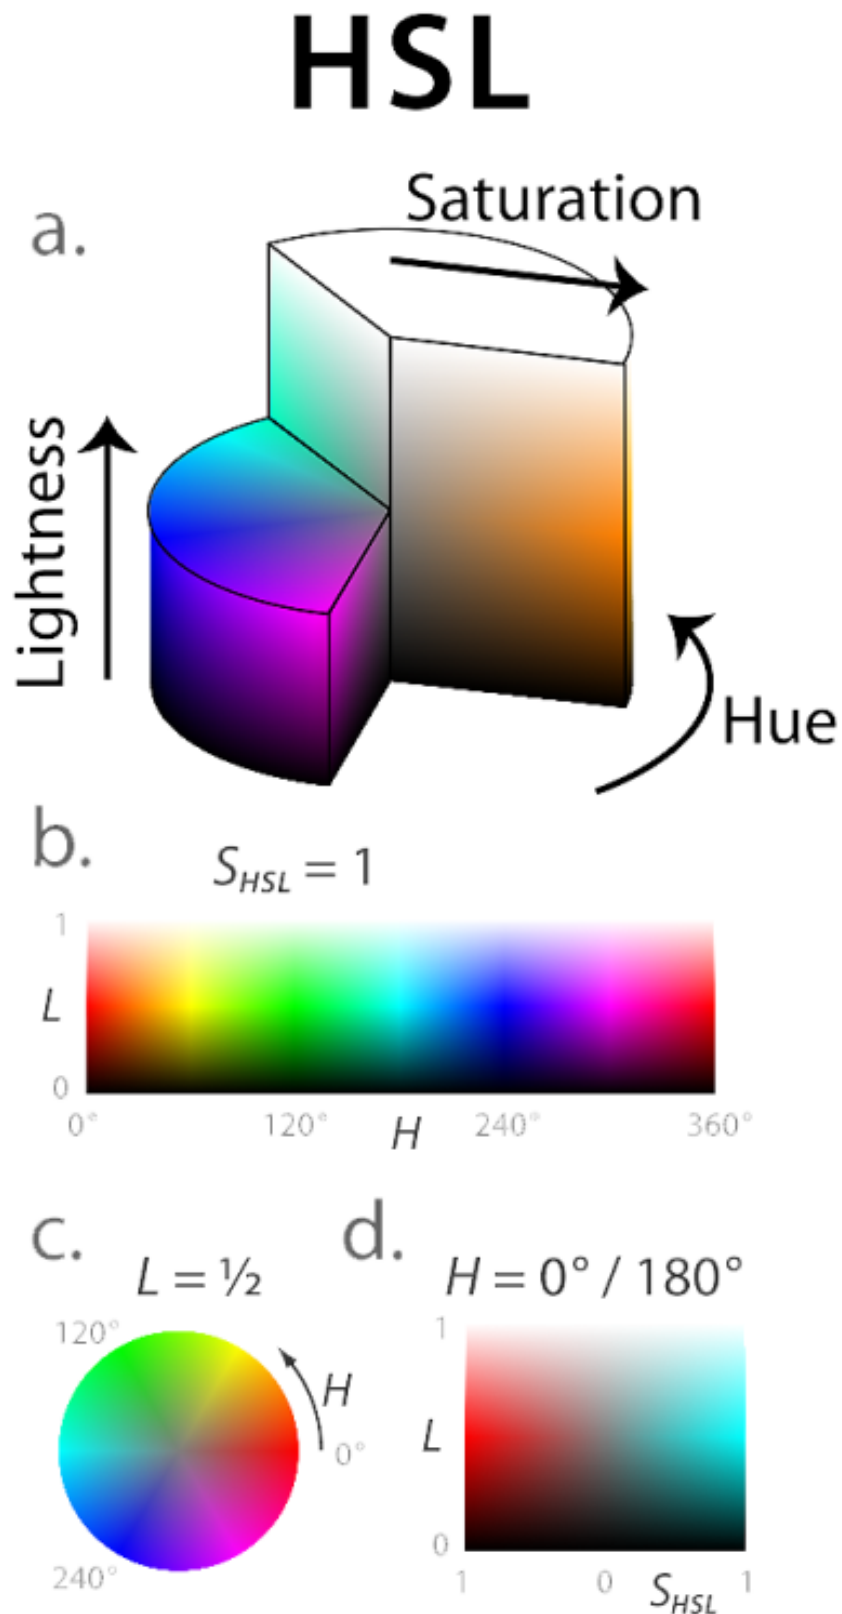 HSL
a.
Saturation
Lightness
Hue
b.
S_HSL = 1
1
L
0
0° 120° H 240° 360°
c.
L = ½
120°
H
0°
240°
d.
H = 0° / 180°
1
L
0
1 0 S_HSL 1